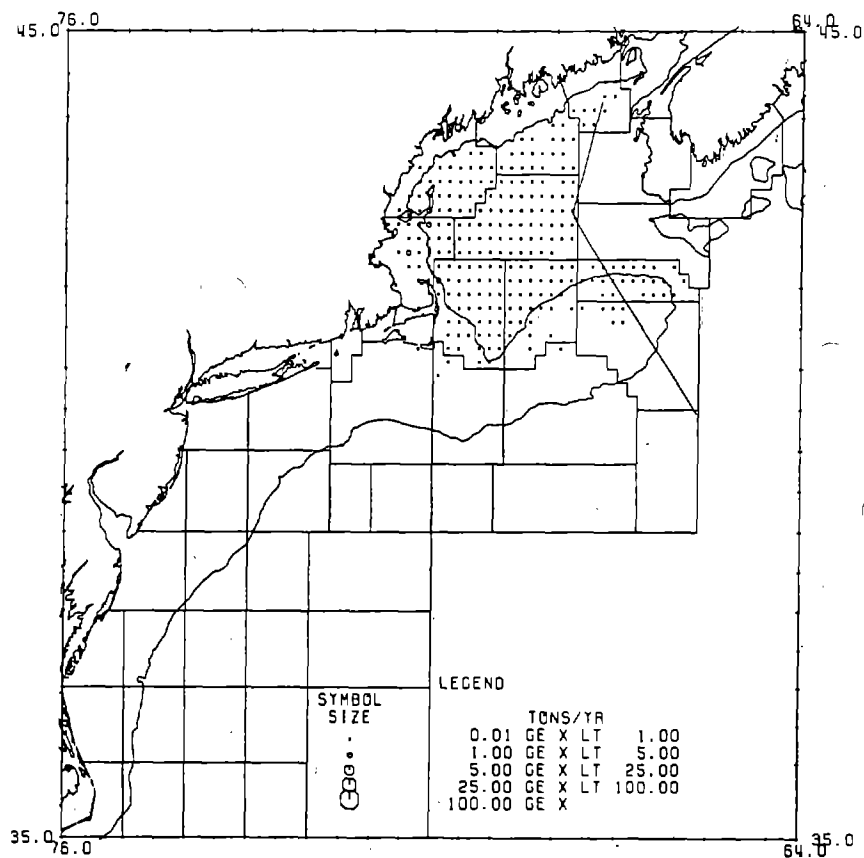 76.0 64.0
45.0 45.0
LEGEND
SYMBOL
SIZE
TONS/YR
0.01 GE X LT 1.00
1.00 GE X LT 5.00
5.00 GE X LT 25.00
25.00 GE X LT 100.00
100.00 GE X
35.0 35.0
76.0 64.0